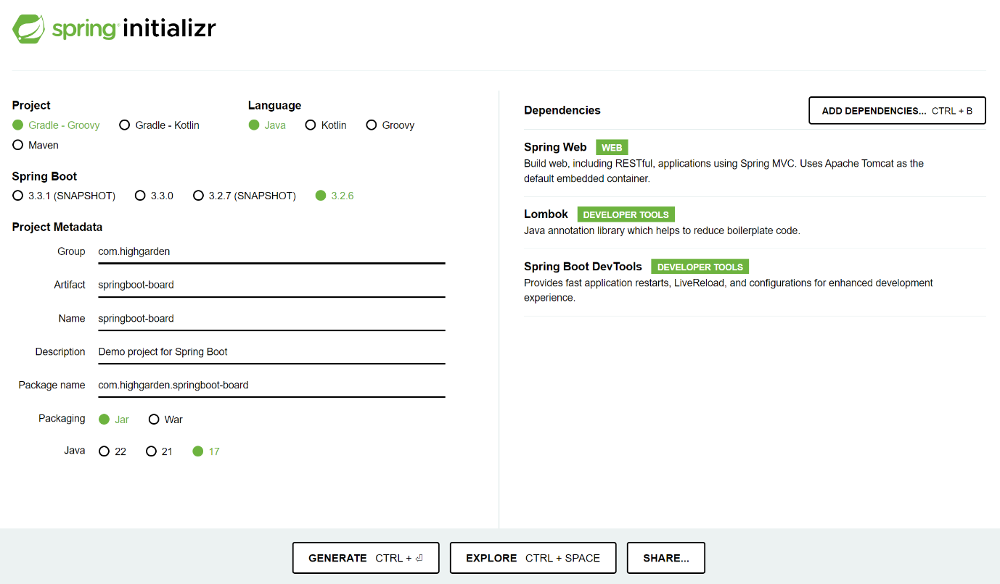 spring initializr
Project
Gradle - Groovy Gradle - Kotlin
Maven
Language
Java Kotlin Groovy
Spring Boot
3.3.1 (SNAPSHOT) 3.3.0 3.2.7 (SNAPSHOT) 3.2.6
Project Metadata
Group com.highgarden
Artifact springboot-board
Name springboot-board
Description Demo project for Spring Boot
Package name com.highgarden.springboot-board
Packaging Jar War
Java 22 21 17
Dependencies ADD DEPENDENCIES... CTRL + B
Spring Web WEB
Build web, including RESTful, applications using Spring MVC. Uses Apache Tomcat as the
default embedded container.
Lombok DEVELOPER TOOLS
Java annotation library which helps to reduce boilerplate code.
Spring Boot DevTools DEVELOPER TOOLS
Provides fast application restarts, LiveReload, and configurations for enhanced development
experience.
GENERATE CTRL + ⏎ EXPLORE CTRL + SPACE SHARE...